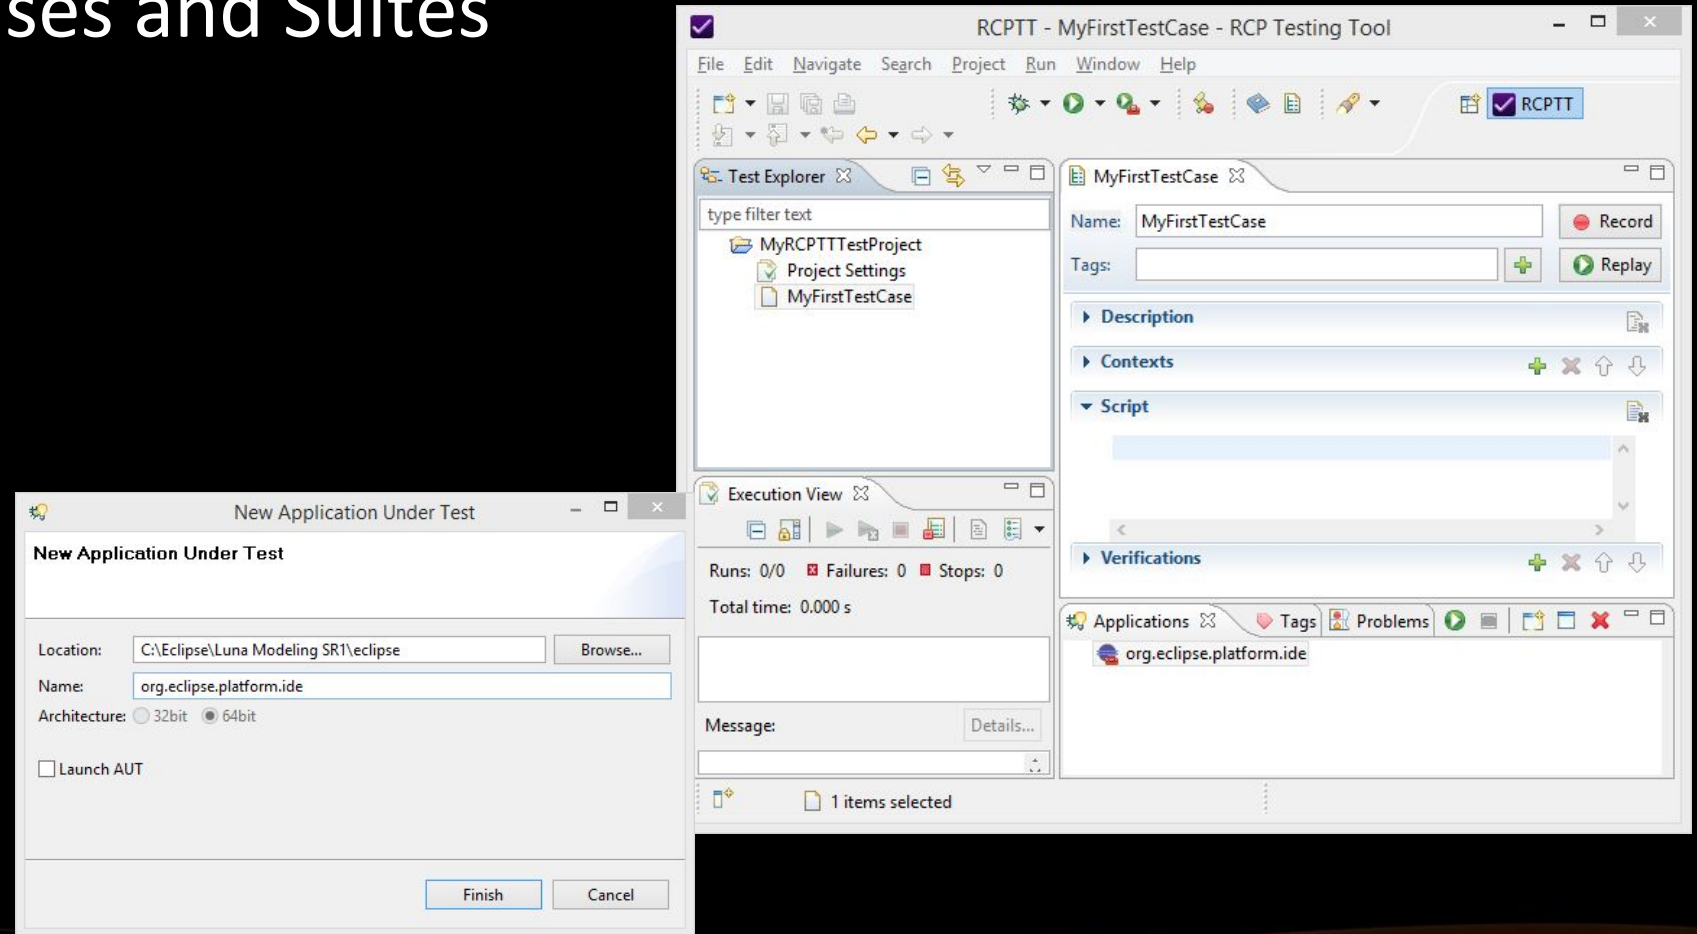 ses and Suites
RCPTT - MyFirstTestCase - RCP Testing Tool
File Edit Navigate Search Project Run Window Help
RCPTT
Test Explorer
type filter text
MyRCPTTTestProject
Project Settings
MyFirstTestCase
MyFirstTestCase
Name: MyFirstTestCase Record
Tags: Replay
Description
Contexts
Script
Verifications
Execution View
Runs: 0/0 Failures: 0 Stops: 0
Total time: 0.000 s
Message: Details...
Applications Tags Problems
org.eclipse.platform.ide
1 items selected
New Application Under Test
New Application Under Test
Location: C:\Eclipse\Luna Modeling SR1\eclipse Browse...
Name: org.eclipse.platform.ide
Architecture: 32bit 64bit
Launch AUT
Finish Cancel